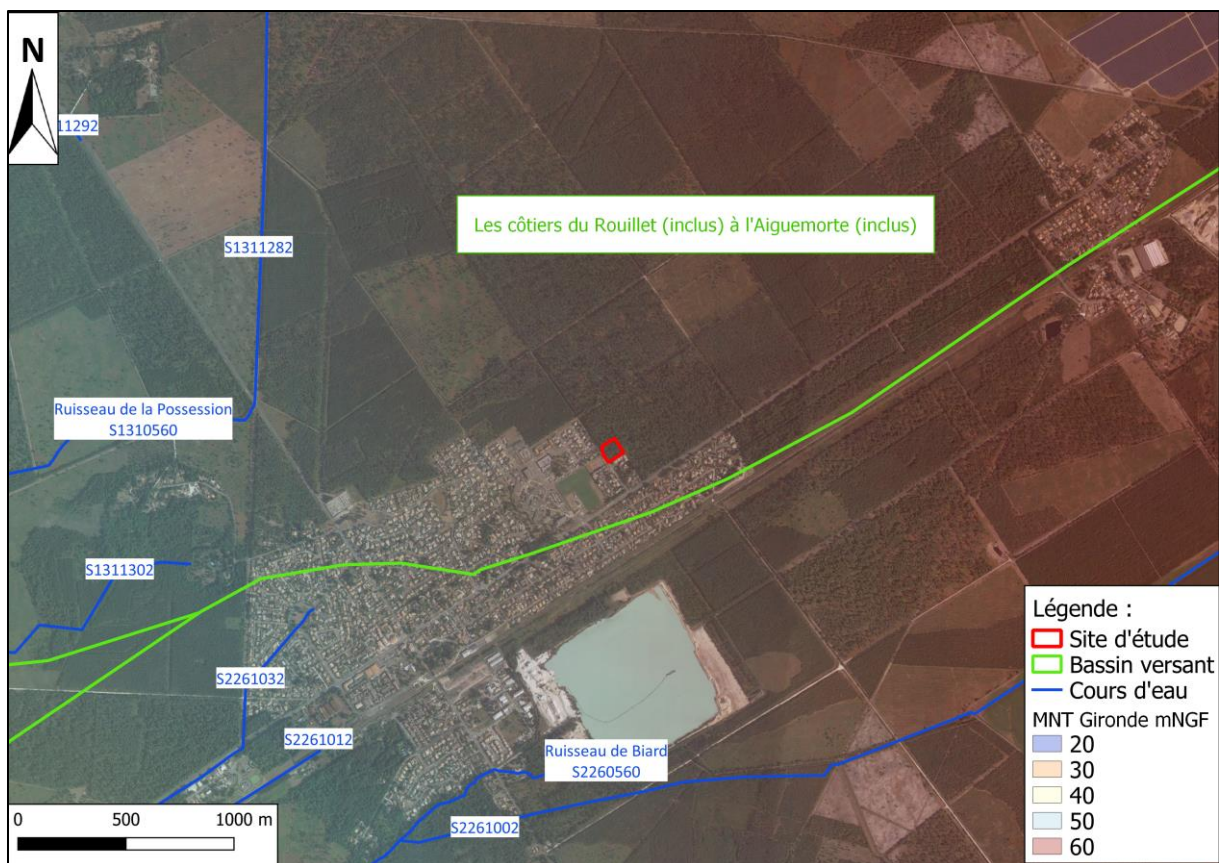 N
11292
Les côtiers du Rouillet (inclus) à l'Aiguemorte (inclus)
S1311282
Ruisseau de la Possession
S1310560
S1311302
S2261032
S2261012
Ruisseau de Biard
S2260560
S2261002
0 500 1000 m
Légende :
Site d'étude
Bassin versant
Cours d'eau
MNT Gironde mNGF
20
30
40
50
60